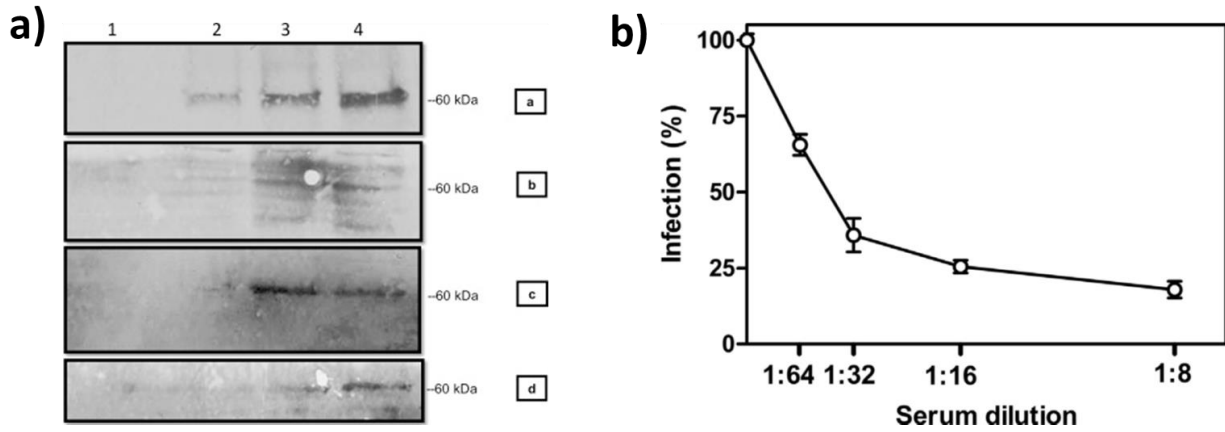 a)
1 2 3 4
--60 kDa a
--60 kDa b
--60 kDa c
--60 kDa d
b)
Infection (%)
100
75
50
25
0
1:64 1:32 1:16 1:8
Serum dilution